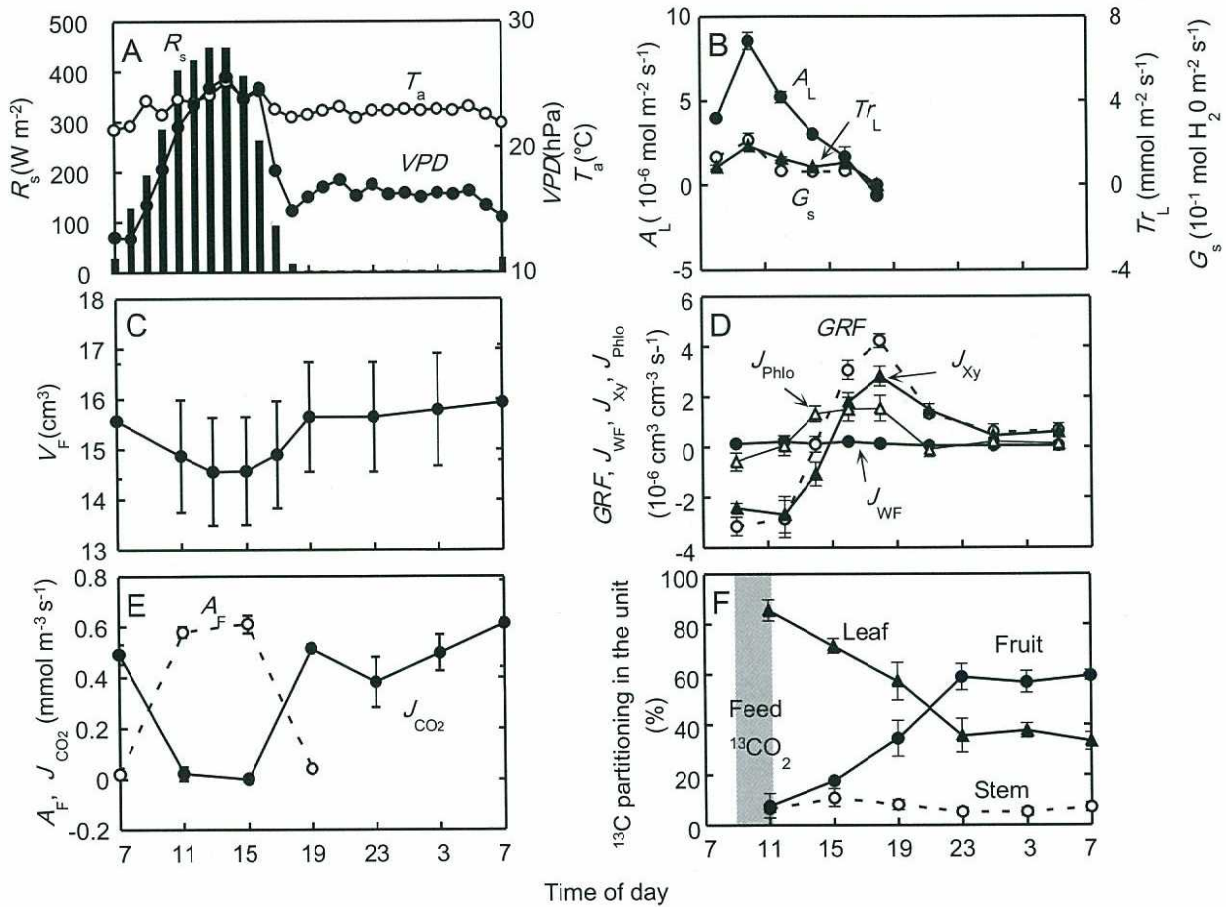 A
R_s
T_a
VPD
500
400
300
200
100
0
R_s(W m-2)
30
20
10
VPD(hPa)
T_a(°C)
B
A_L
Tr_L
G_s
10
5
0
-5
A_L( 10-6 mol m-2 s-1)
8
4
0
-4
Tr_L (mmol m-2 s-1)
G_s (10-1 mol H2 0 m-2 s-1)
C
18
17
16
15
14
13
V_F(cm3)
D
GRF
J_Phlo
J_Xy
J_WF
6
4
2
0
-2
-4
GRF, J_WF, J_Xy, J_Phlo
(10-6 cm3 cm-3 s-1)
E
A_F
J_CO2
0.8
0.6
0.4
0.2
0
-0.2
A_F, J_CO2 (mmol m-3 s-1)
7 11 15 19 23 3 7
F
Leaf
Fruit
Feed
13CO2
Stem
100
80
60
40
20
0
13C partitioning in the unit
(%)
7 11 15 19 23 3 7
Time of day